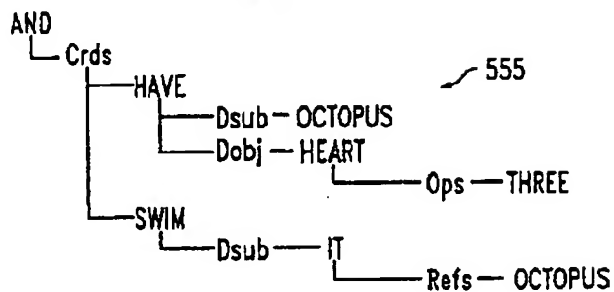 AND
Crds
HAVE 555
Dsub OCTOPUS
Dobj HEART
Ops THREE
SWIM
Dsub IT
Refs OCTOPUS